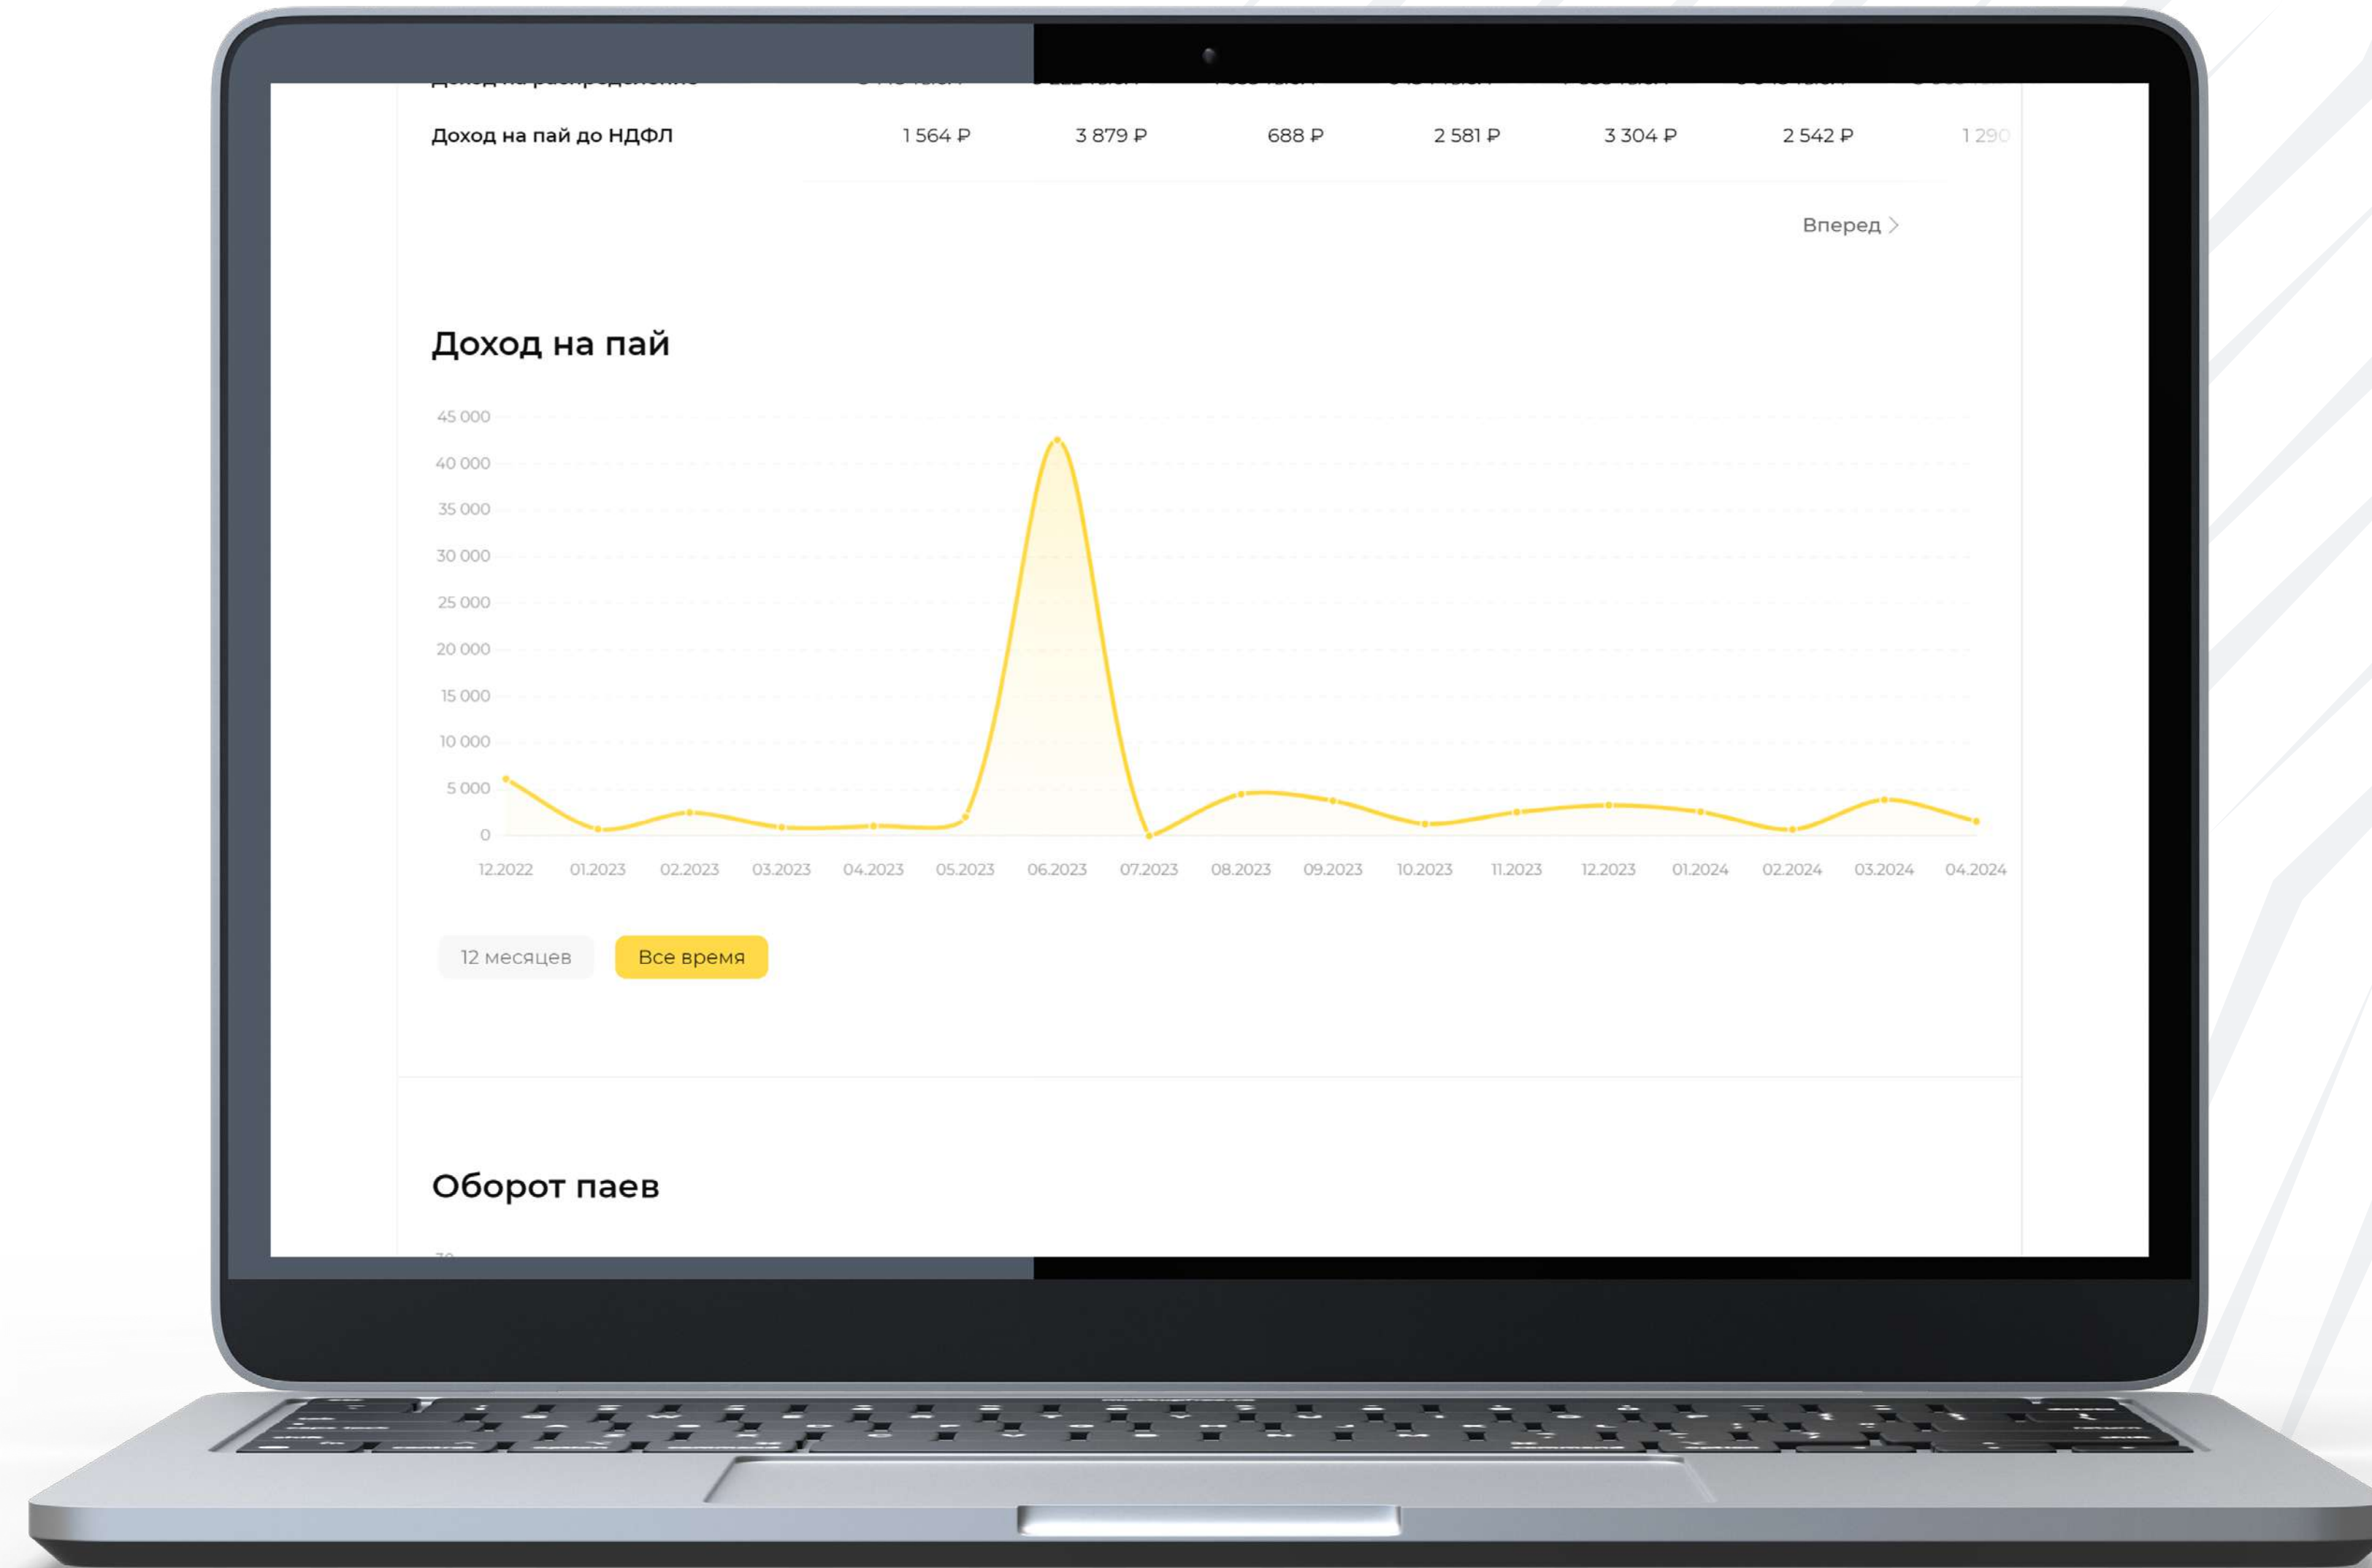 Доход на пай до НДФЛ 1 564 ₽ 3 879 ₽ 688 ₽ 2 581 ₽ 3 304 ₽ 2 542 ₽ 1 290
Вперед
Доход на пай
45 000
40 000
35 000
30 000
25 000
20 000
15 000
10 000
5 000
0
12.2022 01.2023 02.2023 03.2023 04.2023 05.2023 06.2023 07.2023 08.2023 09.2023 10.2023 11.2023 12.2023 01.2024 02.2024 03.2024 04.2024
12 месяцев Все время
Оборот паев